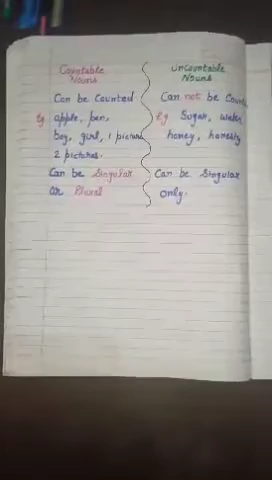 Countable Uncountable
Nouns Nouns
Can be Counted Can not be
Eg apple, pen, Eg Sugar, water,
boy, girl, 1 picture honey, honesty
2 pictures.
Can be Singular Can be Singular
or Plural only.